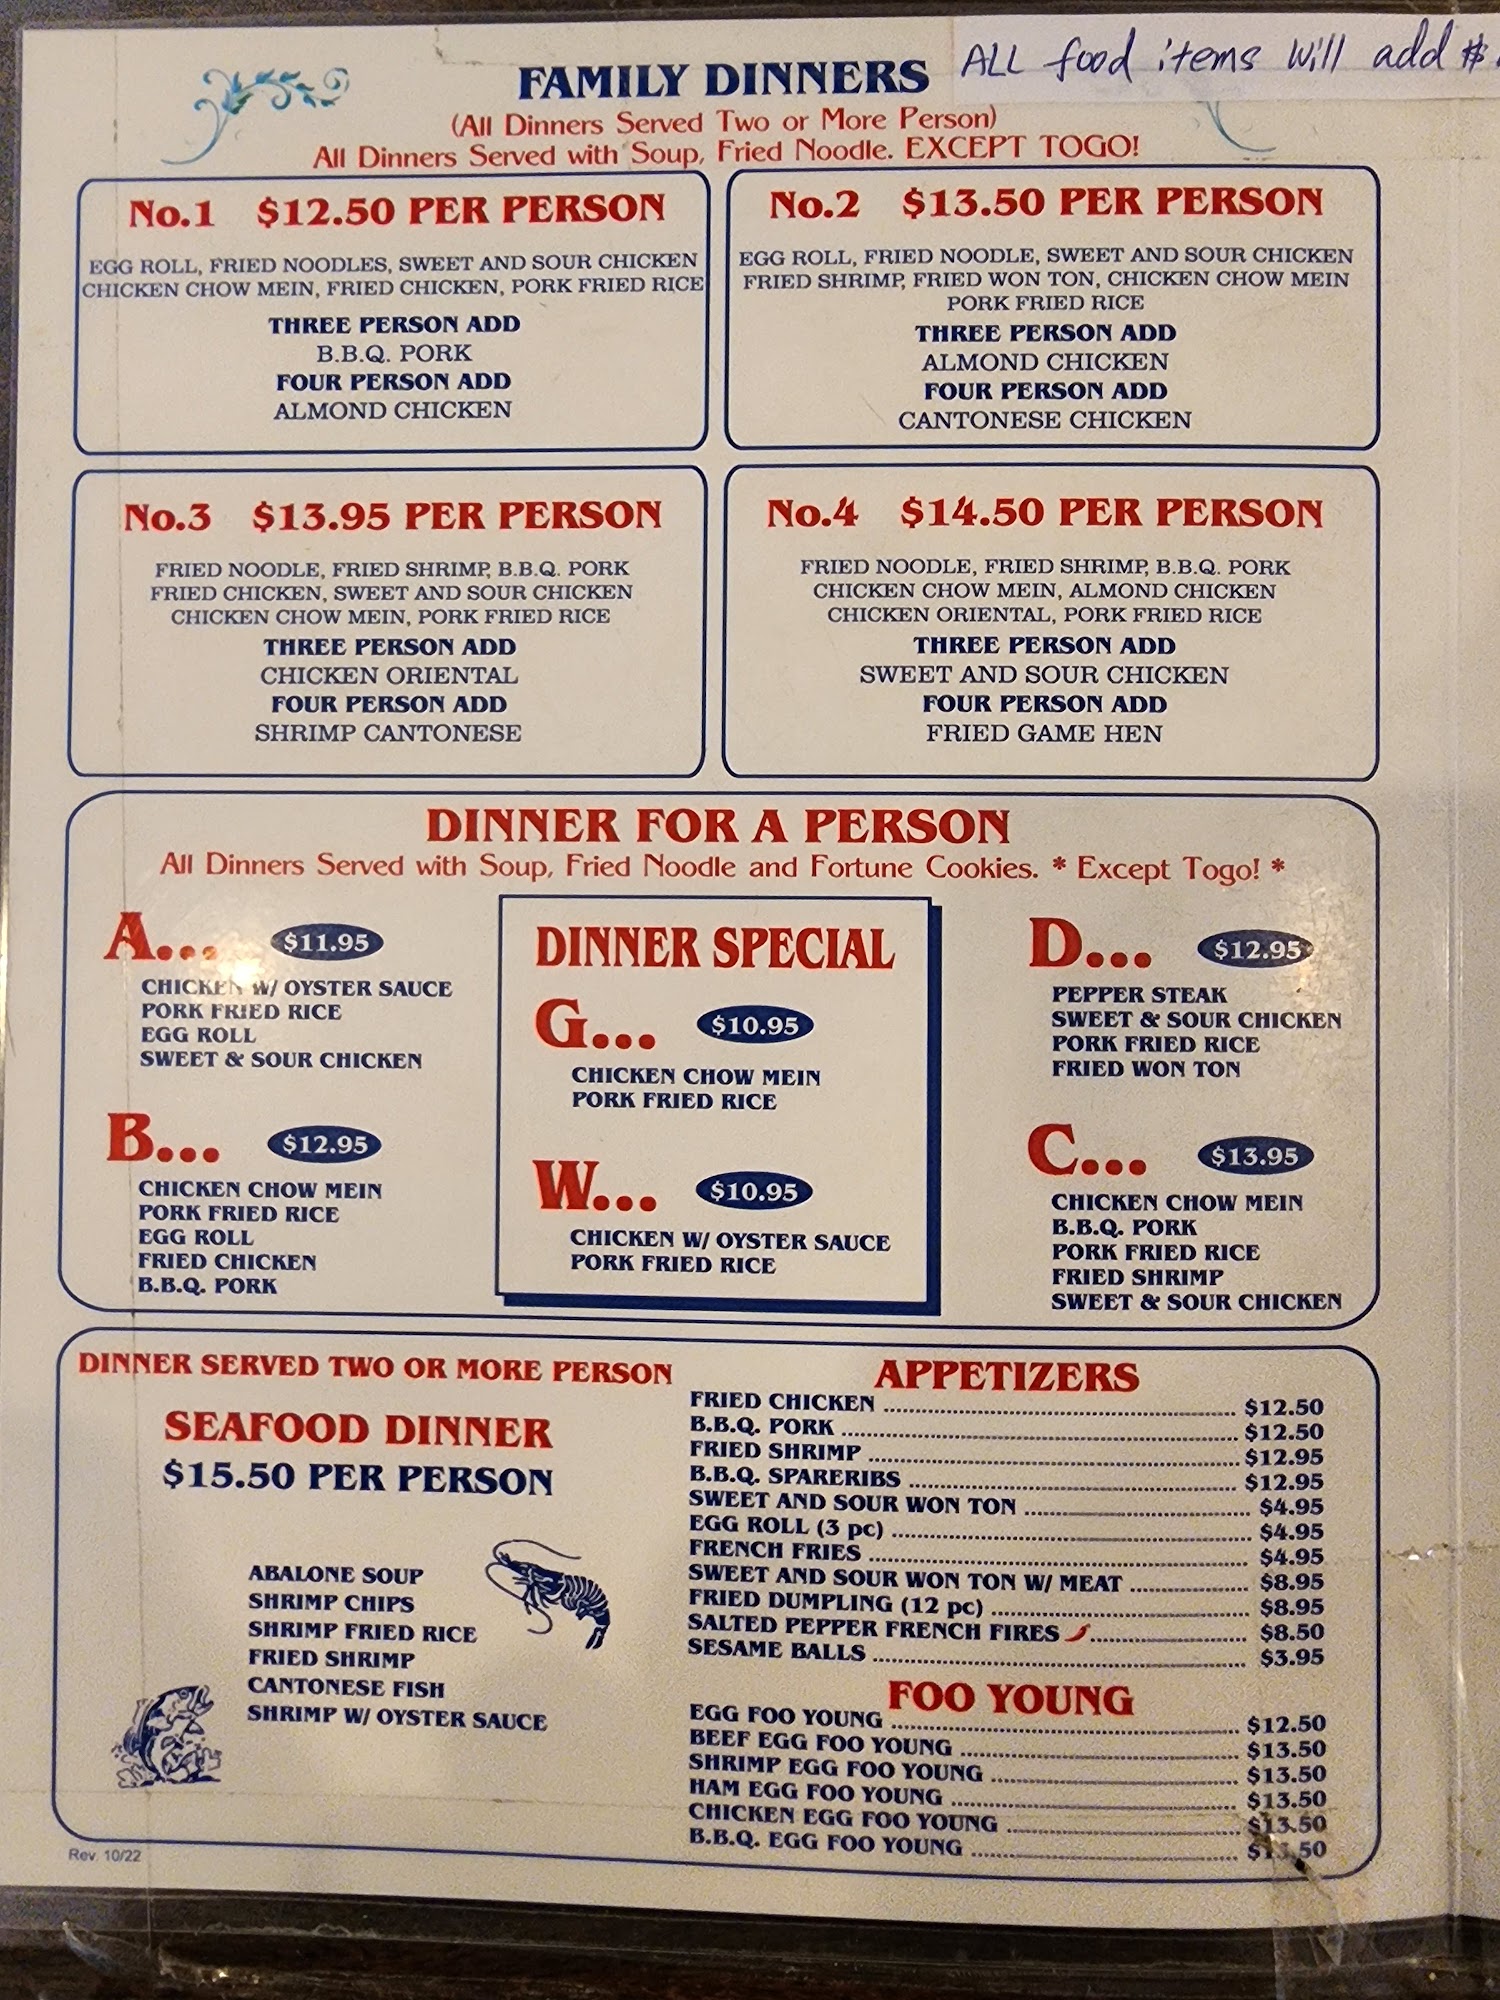 ALL food items will add $
FAMILY DINNERS
(All Dinners Served Two or More Person)
All Dinners Served with Soup, Fried Noodle. EXCEPT TOGO!
No.1 $12.50 PER PERSON
EGG ROLL, FRIED NOODLES, SWEET AND SOUR CHICKEN
CHICKEN CHOW MEIN, FRIED CHICKEN, PORK FRIED RICE
THREE PERSON ADD
B.B.Q. PORK
FOUR PERSON ADD
ALMOND CHICKEN
No.2 $13.50 PER PERSON
EGG ROLL, FRIED NOODLE, SWEET AND SOUR CHICKEN
FRIED SHRIMP, FRIED WON TON, CHICKEN CHOW MEIN
PORK FRIED RICE
THREE PERSON ADD
ALMOND CHICKEN
FOUR PERSON ADD
CANTONESE CHICKEN
No.3 $13.95 PER PERSON
FRIED NOODLE, FRIED SHRIMP, B.B.Q. PORK
FRIED CHICKEN, SWEET AND SOUR CHICKEN
CHICKEN CHOW MEIN, PORK FRIED RICE
THREE PERSON ADD
CHICKEN ORIENTAL
FOUR PERSON ADD
SHRIMP CANTONESE
No.4 $14.50 PER PERSON
FRIED NOODLE, FRIED SHRIMP, B.B.Q. PORK
CHICKEN CHOW MEIN, ALMOND CHICKEN
CHICKEN ORIENTAL, PORK FRIED RICE
THREE PERSON ADD
SWEET AND SOUR CHICKEN
FOUR PERSON ADD
FRIED GAME HEN
DINNER FOR A PERSON
All Dinners Served with Soup, Fried Noodle and Fortune Cookies. * Except Togo! *
A... $11.95
CHICKEN W/ OYSTER SAUCE
PORK FRIED RICE
EGG ROLL
SWEET & SOUR CHICKEN
B... $12.95
CHICKEN CHOW MEIN
PORK FRIED RICE
EGG ROLL
FRIED CHICKEN
B.B.Q. PORK
DINNER SPECIAL
G... $10.95
CHICKEN CHOW MEIN
PORK FRIED RICE
W... $10.95
CHICKEN W/ OYSTER SAUCE
PORK FRIED RICE
D... $12.95
PEPPER STEAK
SWEET & SOUR CHICKEN
PORK FRIED RICE
FRIED WON TON
C... $13.95
CHICKEN CHOW MEIN
B.B.Q. PORK
PORK FRIED RICE
FRIED SHRIMP
SWEET & SOUR CHICKEN
DINNER SERVED TWO OR MORE PERSON
SEAFOOD DINNER
$15.50 PER PERSON
ABALONE SOUP
SHRIMP CHIPS
SHRIMP FRIED RICE
FRIED SHRIMP
CANTONESE FISH
SHRIMP W/ OYSTER SAUCE
APPETIZERS
FRIED CHICKEN $12.50
B.B.Q. PORK $12.50
FRIED SHRIMP $12.95
B.B.Q. SPARERIBS $12.95
SWEET AND SOUR WON TON $4.95
EGG ROLL (3 pc) $4.95
FRENCH FRIES $4.95
SWEET AND SOUR WON TON W/ MEAT $8.95
FRIED DUMPLING (12 pc) $8.95
SALTED PEPPER FRENCH FIRES $8.50
SESAME BALLS $3.95
FOO YOUNG
EGG FOO YOUNG $12.50
BEEF EGG FOO YOUNG $13.50
SHRIMP EGG FOO YOUNG $13.50
HAM EGG FOO YOUNG $13.50
CHICKEN EGG FOO YOUNG $13.50
B.B.Q. EGG FOO YOUNG $13.50
Rev. 10/22